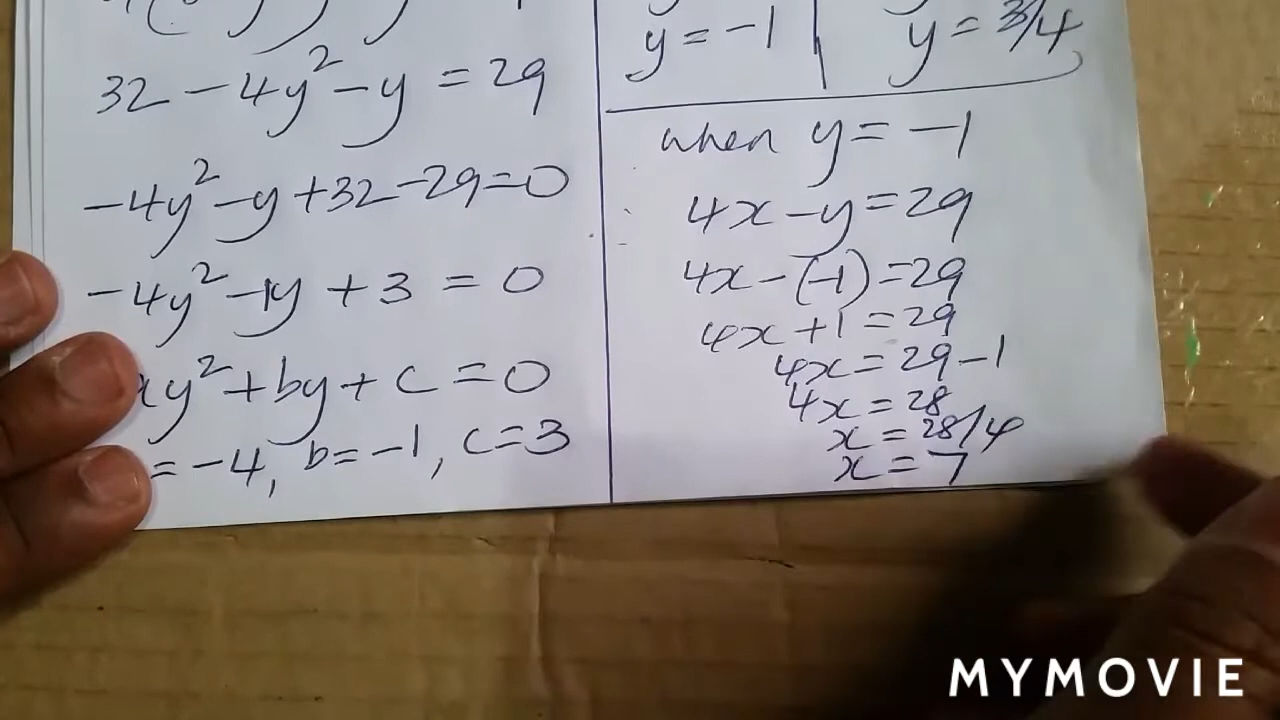 32 - 4y² - y = 29
-4y² - y + 32 - 29 = 0
-4y² - 1y + 3 = 0
y² + by + c = 0
= -4, b = -1, c = 3
y = -1
y = 3/4
when y = -1
4x - y = 29
4x - (-1) = 29
4x + 1 = 29
4x = 29 - 1
4x = 28
x = 28/4
x = 7
MYMOVIE